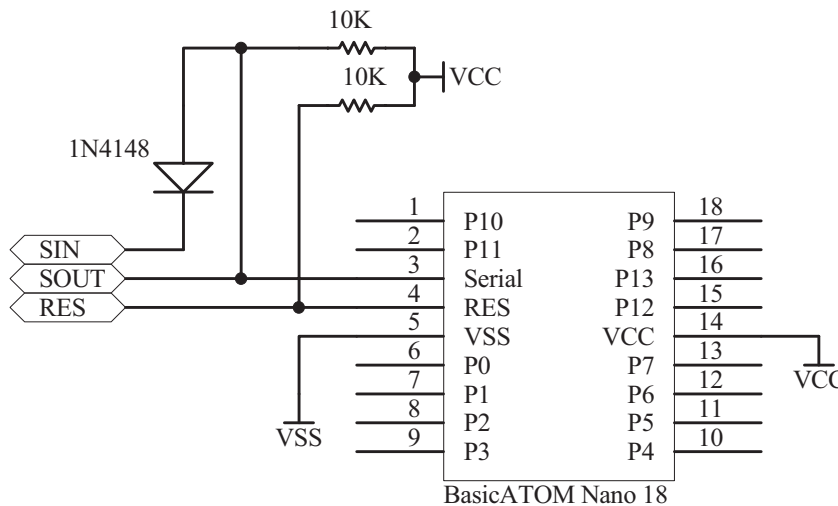 10K
10K
VCC
1N4148
SIN
SOUT
RES
1 P10 P9 18
2 P11 P8 17
3 Serial P13 16
4 RES P12 15
5 VSS VCC 14
6 P0 P7 13
7 P1 P6 12
8 P2 P5 11
9 P3 P4 10
VSS
VCC
BasicATOM Nano 18